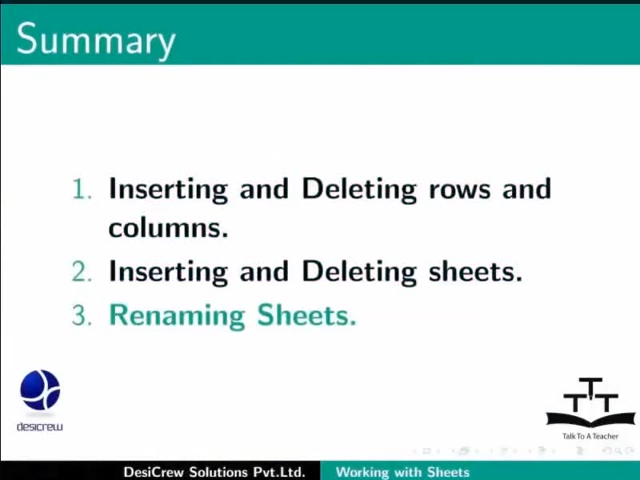 Summary
1. Inserting and Deleting rows and
columns.
2. Inserting and Deleting sheets.
3. Renaming Sheets.
desicrew
TTT
Talk To A Teacher
DesiCrew Solutions Pvt.Ltd. Working with Sheets